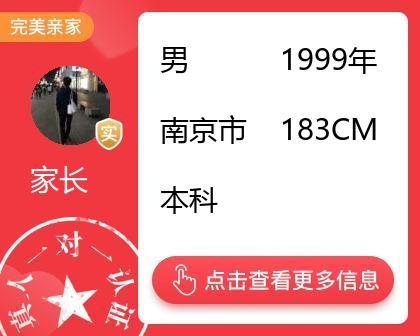 完美亲家
男 1999年
南京市 183CM
本科
实
家长
一对一认证
真人
点击查看更多信息